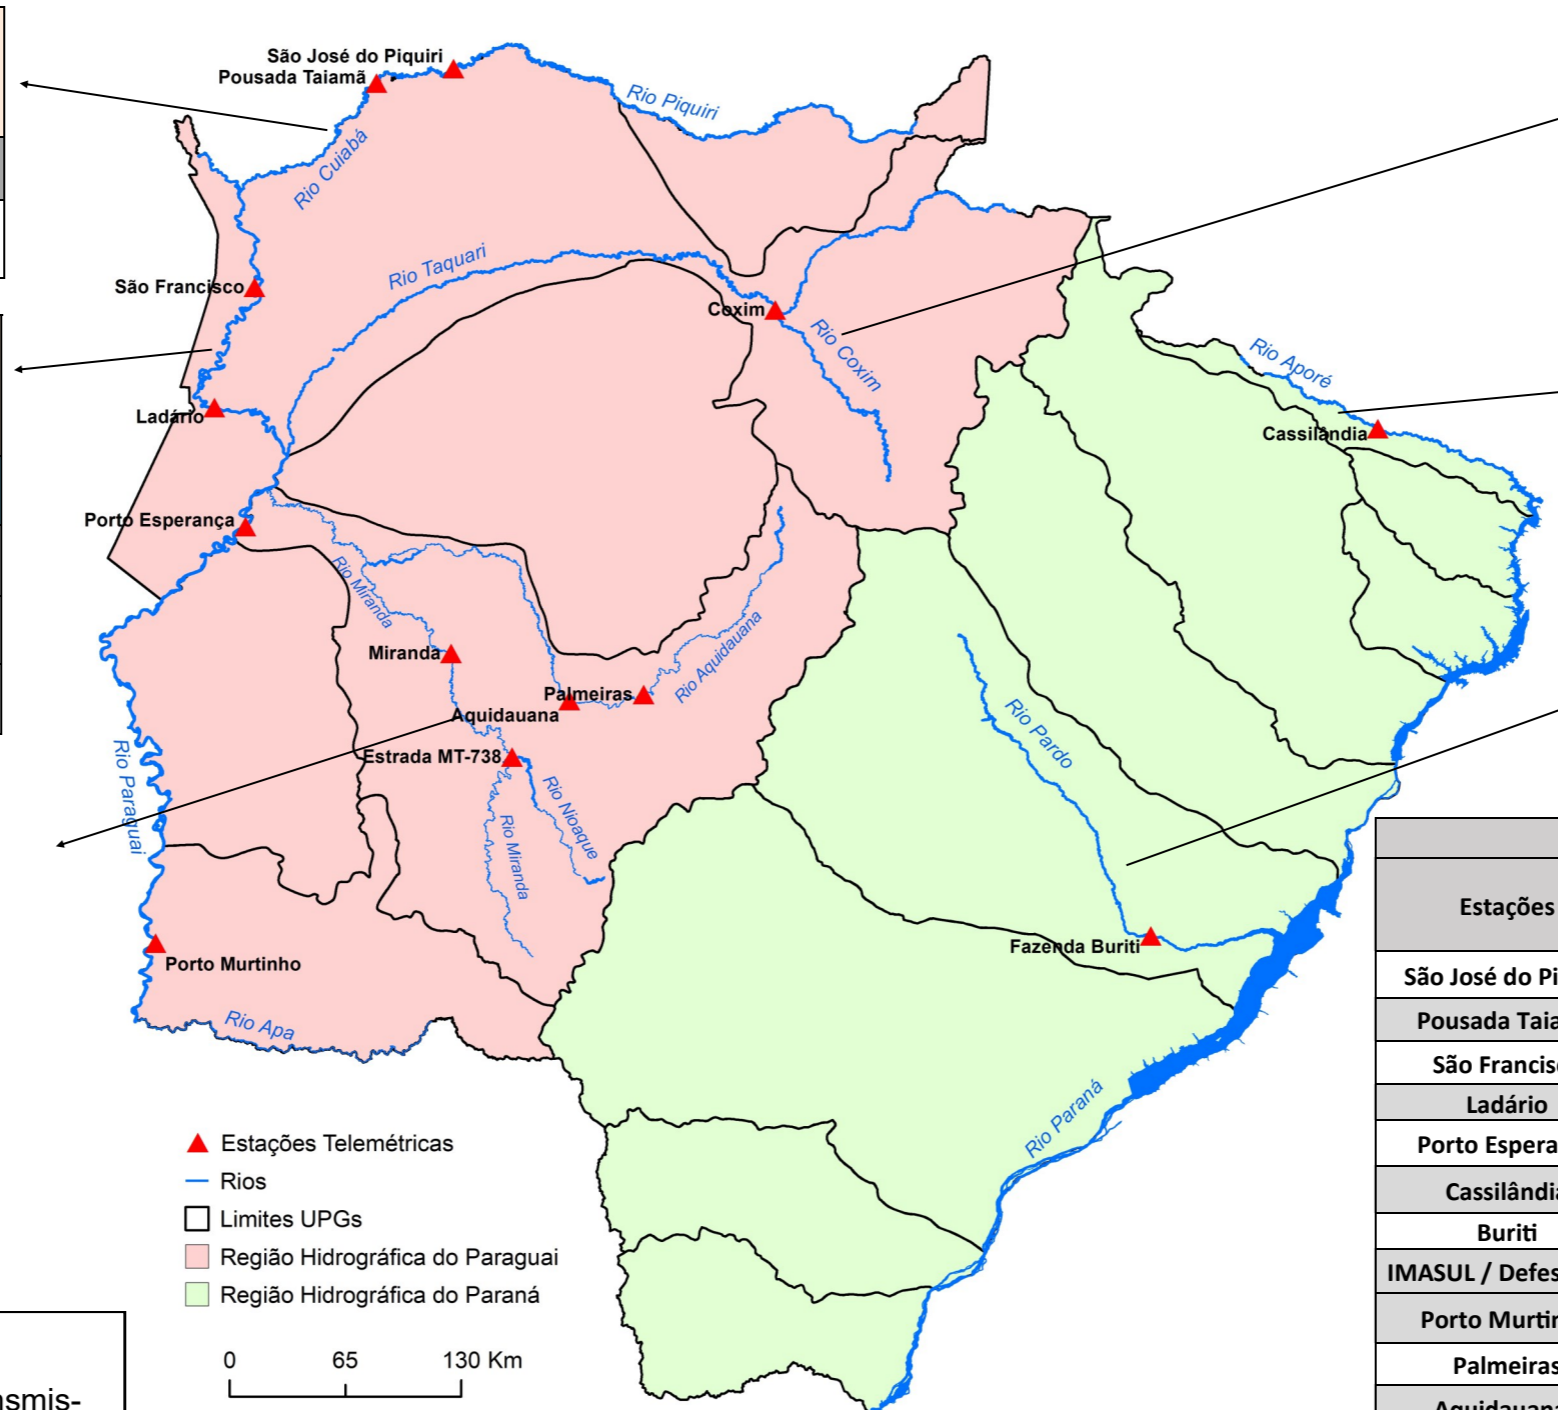 São José do Piquiri
Pousada Taiamã
Rio Piquiri
Rio Cuiabá
Rio Taquari
São Francisco
Coxim
Rio Coxim
Rio Aporé
Ladário
Cassilândia
Porto Esperança
Rio Miranda
Rio Aquidauana
Miranda
Palmeiras
Aquidauana
Rio Pardo
Estrada MT-738
Rio Paraguai
Rio Nioaque
Rio Miranda
Fazenda Buriti
Porto Murtinho
Rio Apa
Rio Paraná
Estações Telemétricas
Rios
Limites UPGs
Região Hidrográfica do Paraguai
Região Hidrográfica do Paraná
0 65 130 Km
nsmis-
Estações
São José do Pi
Pousada Taia
São Francis
Ladário
Porto Espera
Cassilândia
Buriti
IMASUL / Defes
Porto Murtin
Palmeiras
Aquidauana